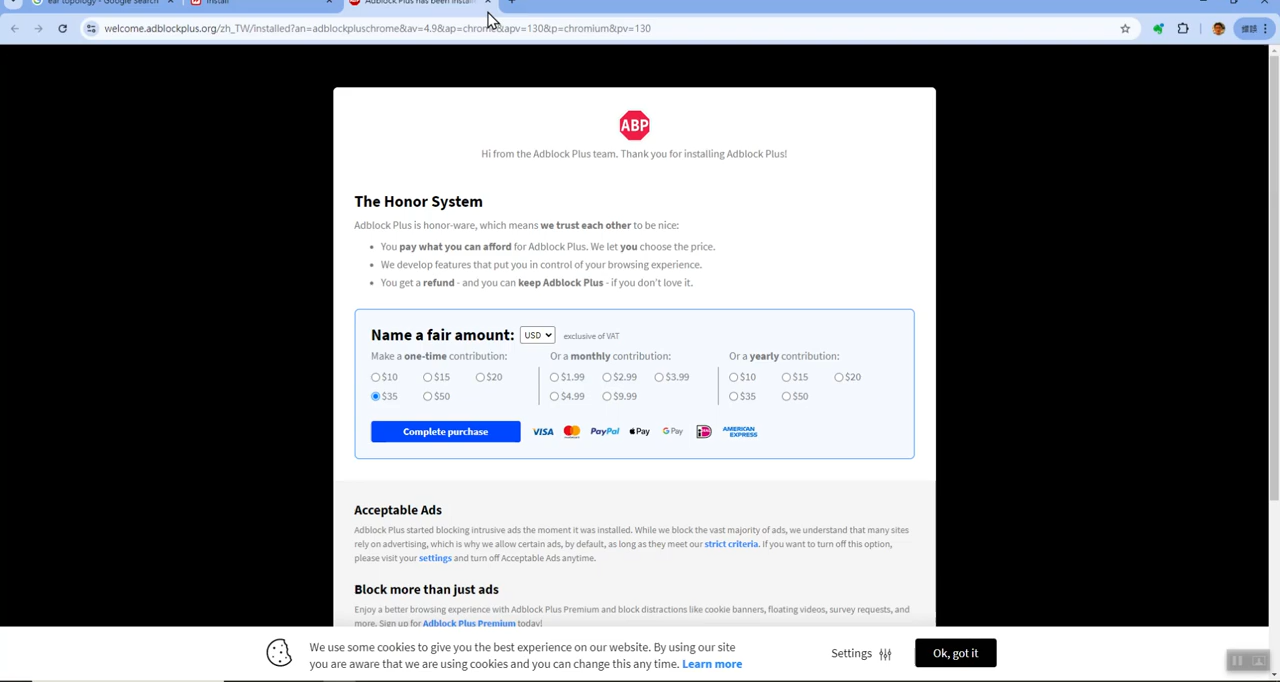 ear topology - Google Search
Install
Adblock Plus has been install
welcome.adblockplus.org/zh_TW/installed?an=adblockpluschrome&av=4.9&ap=chrome&apv=130&p=chromium&pv=130
ABP
Hi from the Adblock Plus team. Thank you for installing Adblock Plus!
The Honor System
Adblock Plus is honor-ware, which means we trust each other to be nice:
• You pay what you can afford for Adblock Plus. We let you choose the price.
• We develop features that put you in control of your browsing experience.
• You get a refund - and you can keep Adblock Plus - if you don't love it.
Name a fair amount: USD exclusive of VAT
Make a one-time contribution: Or a monthly contribution: Or a yearly contribution:
$10 $15 $20 $1.99 $2.99 $3.99 $10 $15 $20
$35 $50 $4.99 $9.99 $35 $50
Complete purchase VISA PayPal Pay G Pay AMERICAN EXPRESS
Acceptable Ads
Adblock Plus started blocking intrusive ads the moment it was installed. While we block the vast majority of ads, we understand that many sites
rely on advertising, which is why we allow certain ads, by default, as long as they meet our strict criteria. If you want to turn off this option,
please visit your settings and turn off Acceptable Ads anytime.
Block more than just ads
Enjoy a better browsing experience with Adblock Plus Premium and block distractions like cookie banners, floating videos, survey requests, and
more. Sign up for Adblock Plus Premium today!
We use some cookies to give you the best experience on our website. By using our site
you are aware that we are using cookies and you can change this any time. Learn more
Settings
Ok, got it